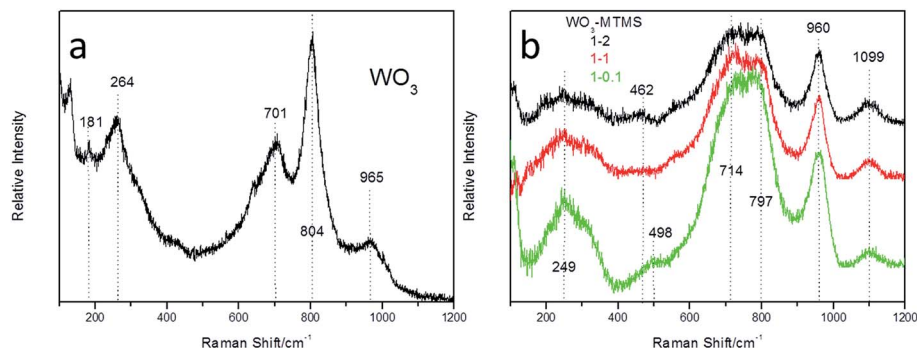 a
WO3
181
264
701
804
965
Relative Intensity
200 400 600 800 1000 1200
Raman Shift/cm-1
b
WO3-MTMS
1-2
1-1
1-0.1
249
462
498
714
797
960
1099
Relative Intensity
200 400 600 800 1000 1200
Raman Shift/cm-1